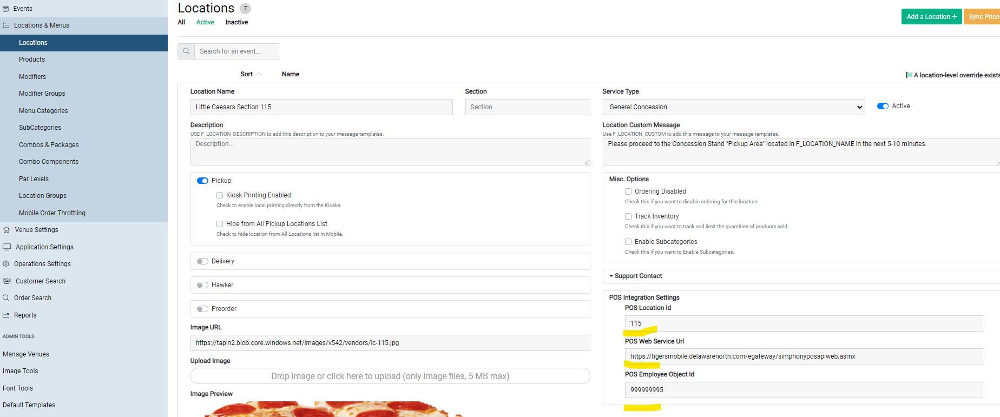 Events
Locations & Menus
Locations
Products
Modifiers
Modifier Groups
Menu Categories
SubCategories
Combos & Packages
Combo Components
Par Levels
Location Groups
Mobile Order Throttling
Venue Settings
Application Settings
Operations Settings
Customer Search
Order Search
Reports
ADMIN TOOLS
Manage Venues
Image Tools
Font Tools
Default Templates
Locations 7
All Active Inactive
Add a Location + Sync Price
Search for an event...
Sort Name
A location-level override exists
Location Name
Little Caesars Section 115
Section
Section...
Service Type
General Concession
Active
Description
USE F_LOCATION_DESCRIPTION to add this description to your message templates.
Description...
Location Custom Message
Use F_LOCATION_CUSTOM to add this message to your message templates.
Please proceed to the Concession Stand "Pickup Area" located in F_LOCATION_NAME in the next 5-10 minutes.
Pickup
Kiosk Printing Enabled
Check to enable local printing directly from the Kiosks.
Hide from All Pickup Locations List
Check to hide location from All Locations list in Mobile.
Delivery
Hawker
Preorder
Image URL
https://tapin2.blob.core.windows.net/images/v542/vendors/lc-115.jpg
Upload Image
Drop image or click here to upload (only image files, 5 MB max)
Image Preview
Misc. Options
Ordering Disabled
Check this if you want to disable ordering for this location.
Track Inventory
Check this if you want to track and limit the quantities of products sold.
Enable Subcategories
Check this if you want to Enable Subcategories.
Support Contact
POS Integration Settings
POS Location Id
115
POS Web Service Url
https://tigersmobile.delawarenorth.com/egateway/simphonyposapiweb.asmx
POS Employee Object Id
999999995